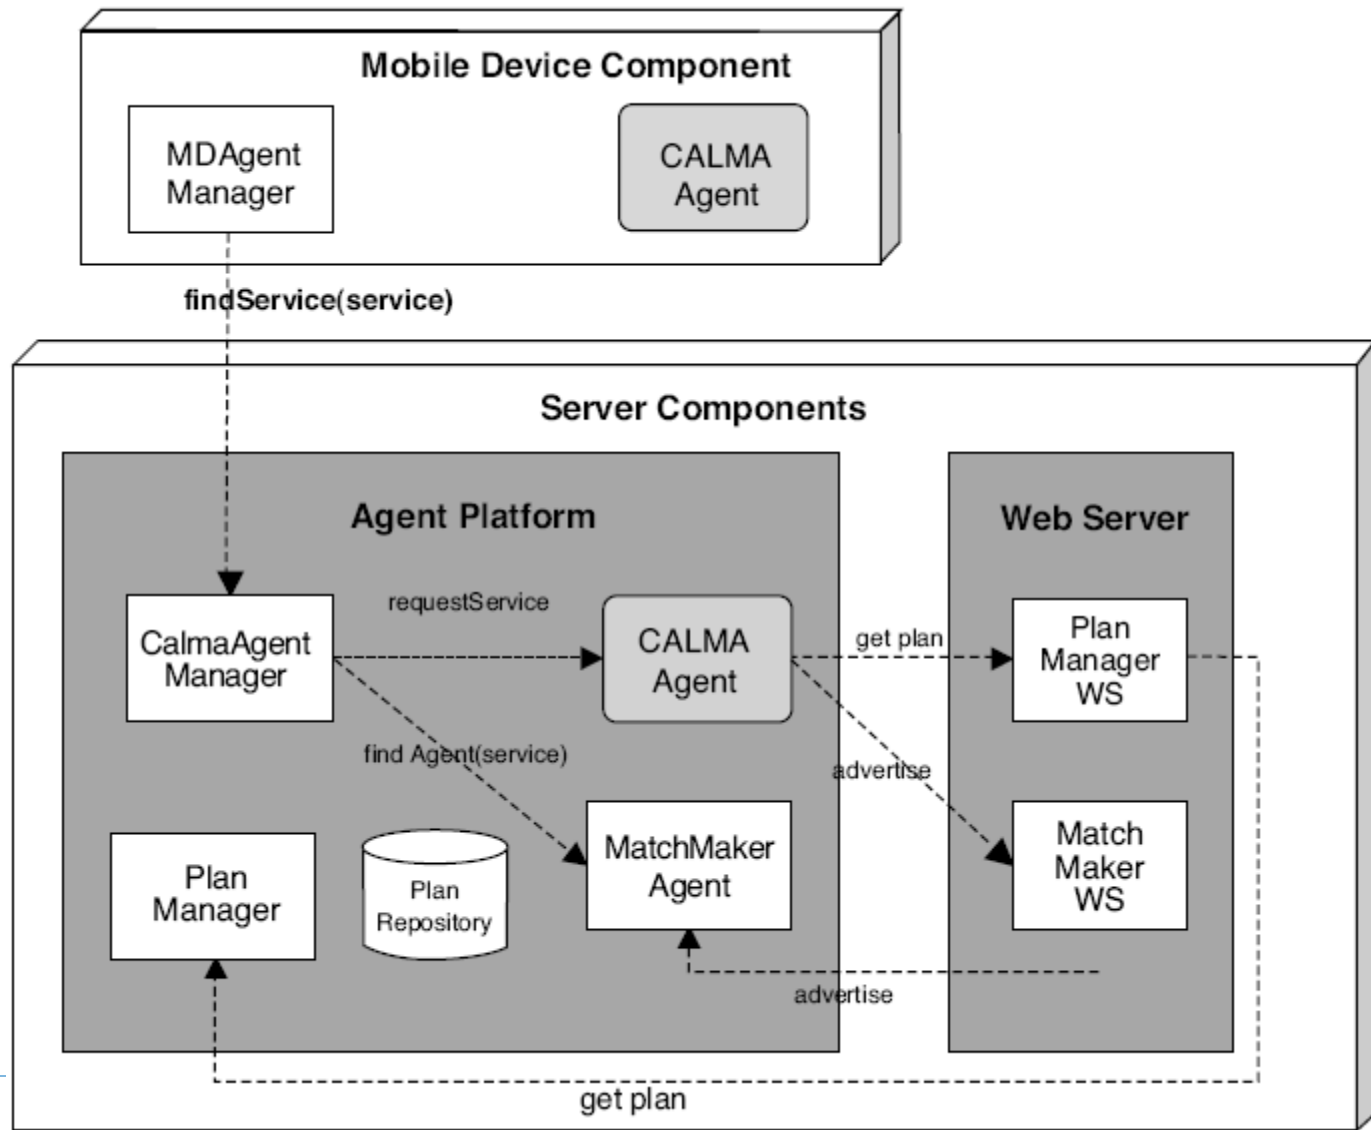 Mobile Device Component
MDAgent
Manager
CALMA
Agent
findService(service)
Server Components
Agent Platform
Web Server
requestService
CalmaAgent
Manager
CALMA
Agent
get plan
Plan
Manager
WS
find Agent(service)
advertise
Plan
Manager
Plan
Repository
MatchMaker
Agent
Match
Maker
WS
advertise
get plan